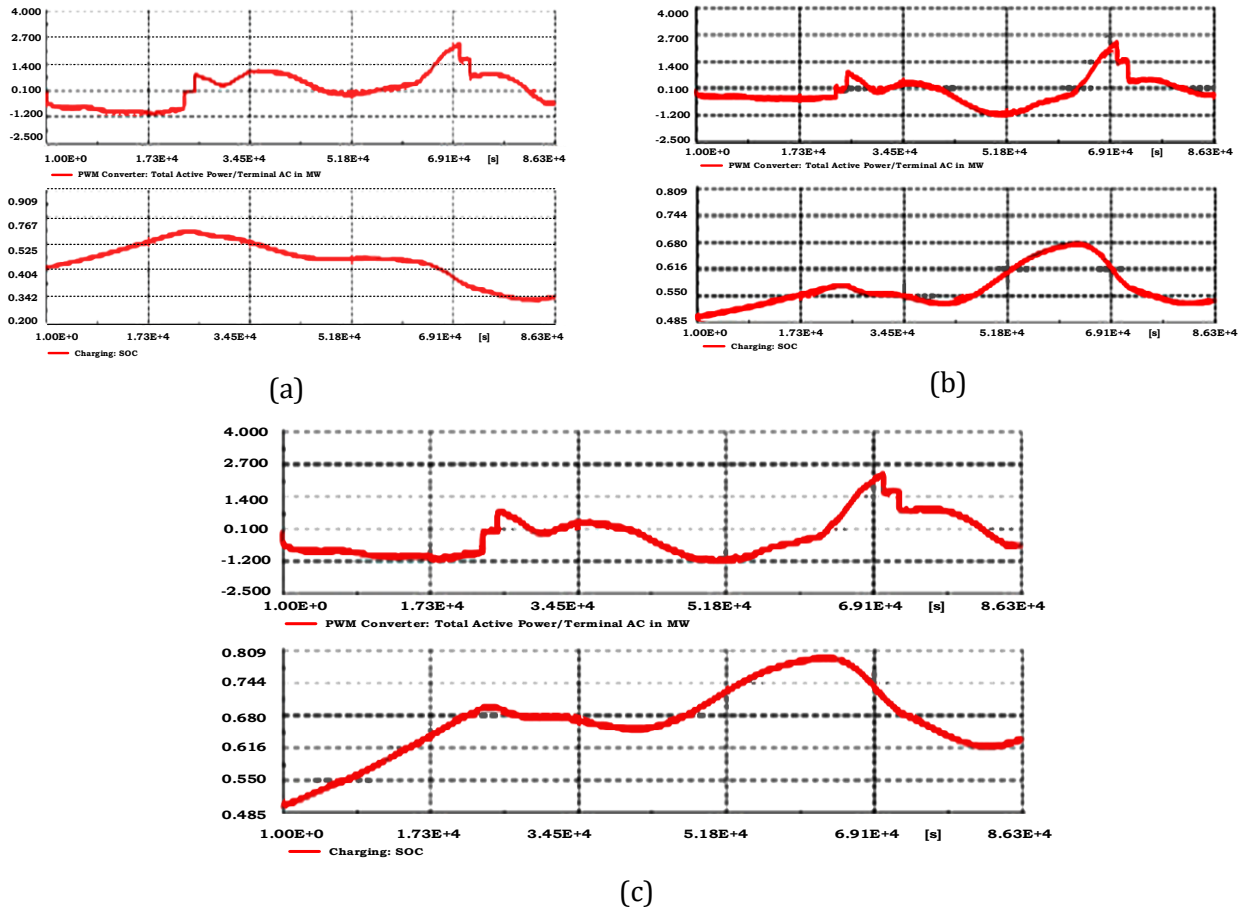 4.000
2.700
1.400
0.100
-1.200
-2.500
1.00E+0 1.73E+4 3.45E+4 5.18E+4 6.91E+4 [s] 8.63E+4
PWM Converter: Total Active Power/Terminal AC in MW
0.909
0.767
0.525
0.404
0.342
0.200
1.00E+0 1.73E+4 3.45E+4 5.18E+4 6.91E+4 [s] 8.63E+4
Charging: SOC
(a)
4.000
2.700
1.400
0.100
-1.200
-2.500
1.00E+0 1.73E+4 3.45E+4 5.18E+4 6.91E+4 [s] 8.63E+4
PWM Converter: Total Active Power/Terminal AC in MW
0.809
0.744
0.680
0.616
0.550
0.485
1.00E+0 1.73E+4 3.45E+4 5.18E+4 6.91E+4 [s] 8.63E+4
Charging: SOC
(b)
4.000
2.700
1.400
0.100
-1.200
-2.500
1.00E+0 1.73E+4 3.45E+4 5.18E+4 6.91E+4 [s] 8.63E+4
PWM Converter: Total Active Power/Terminal AC in MW
0.809
0.744
0.680
0.616
0.550
0.485
1.00E+0 1.73E+4 3.45E+4 5.18E+4 6.91E+4 [s] 8.63E+4
Charging: SOC
(c)